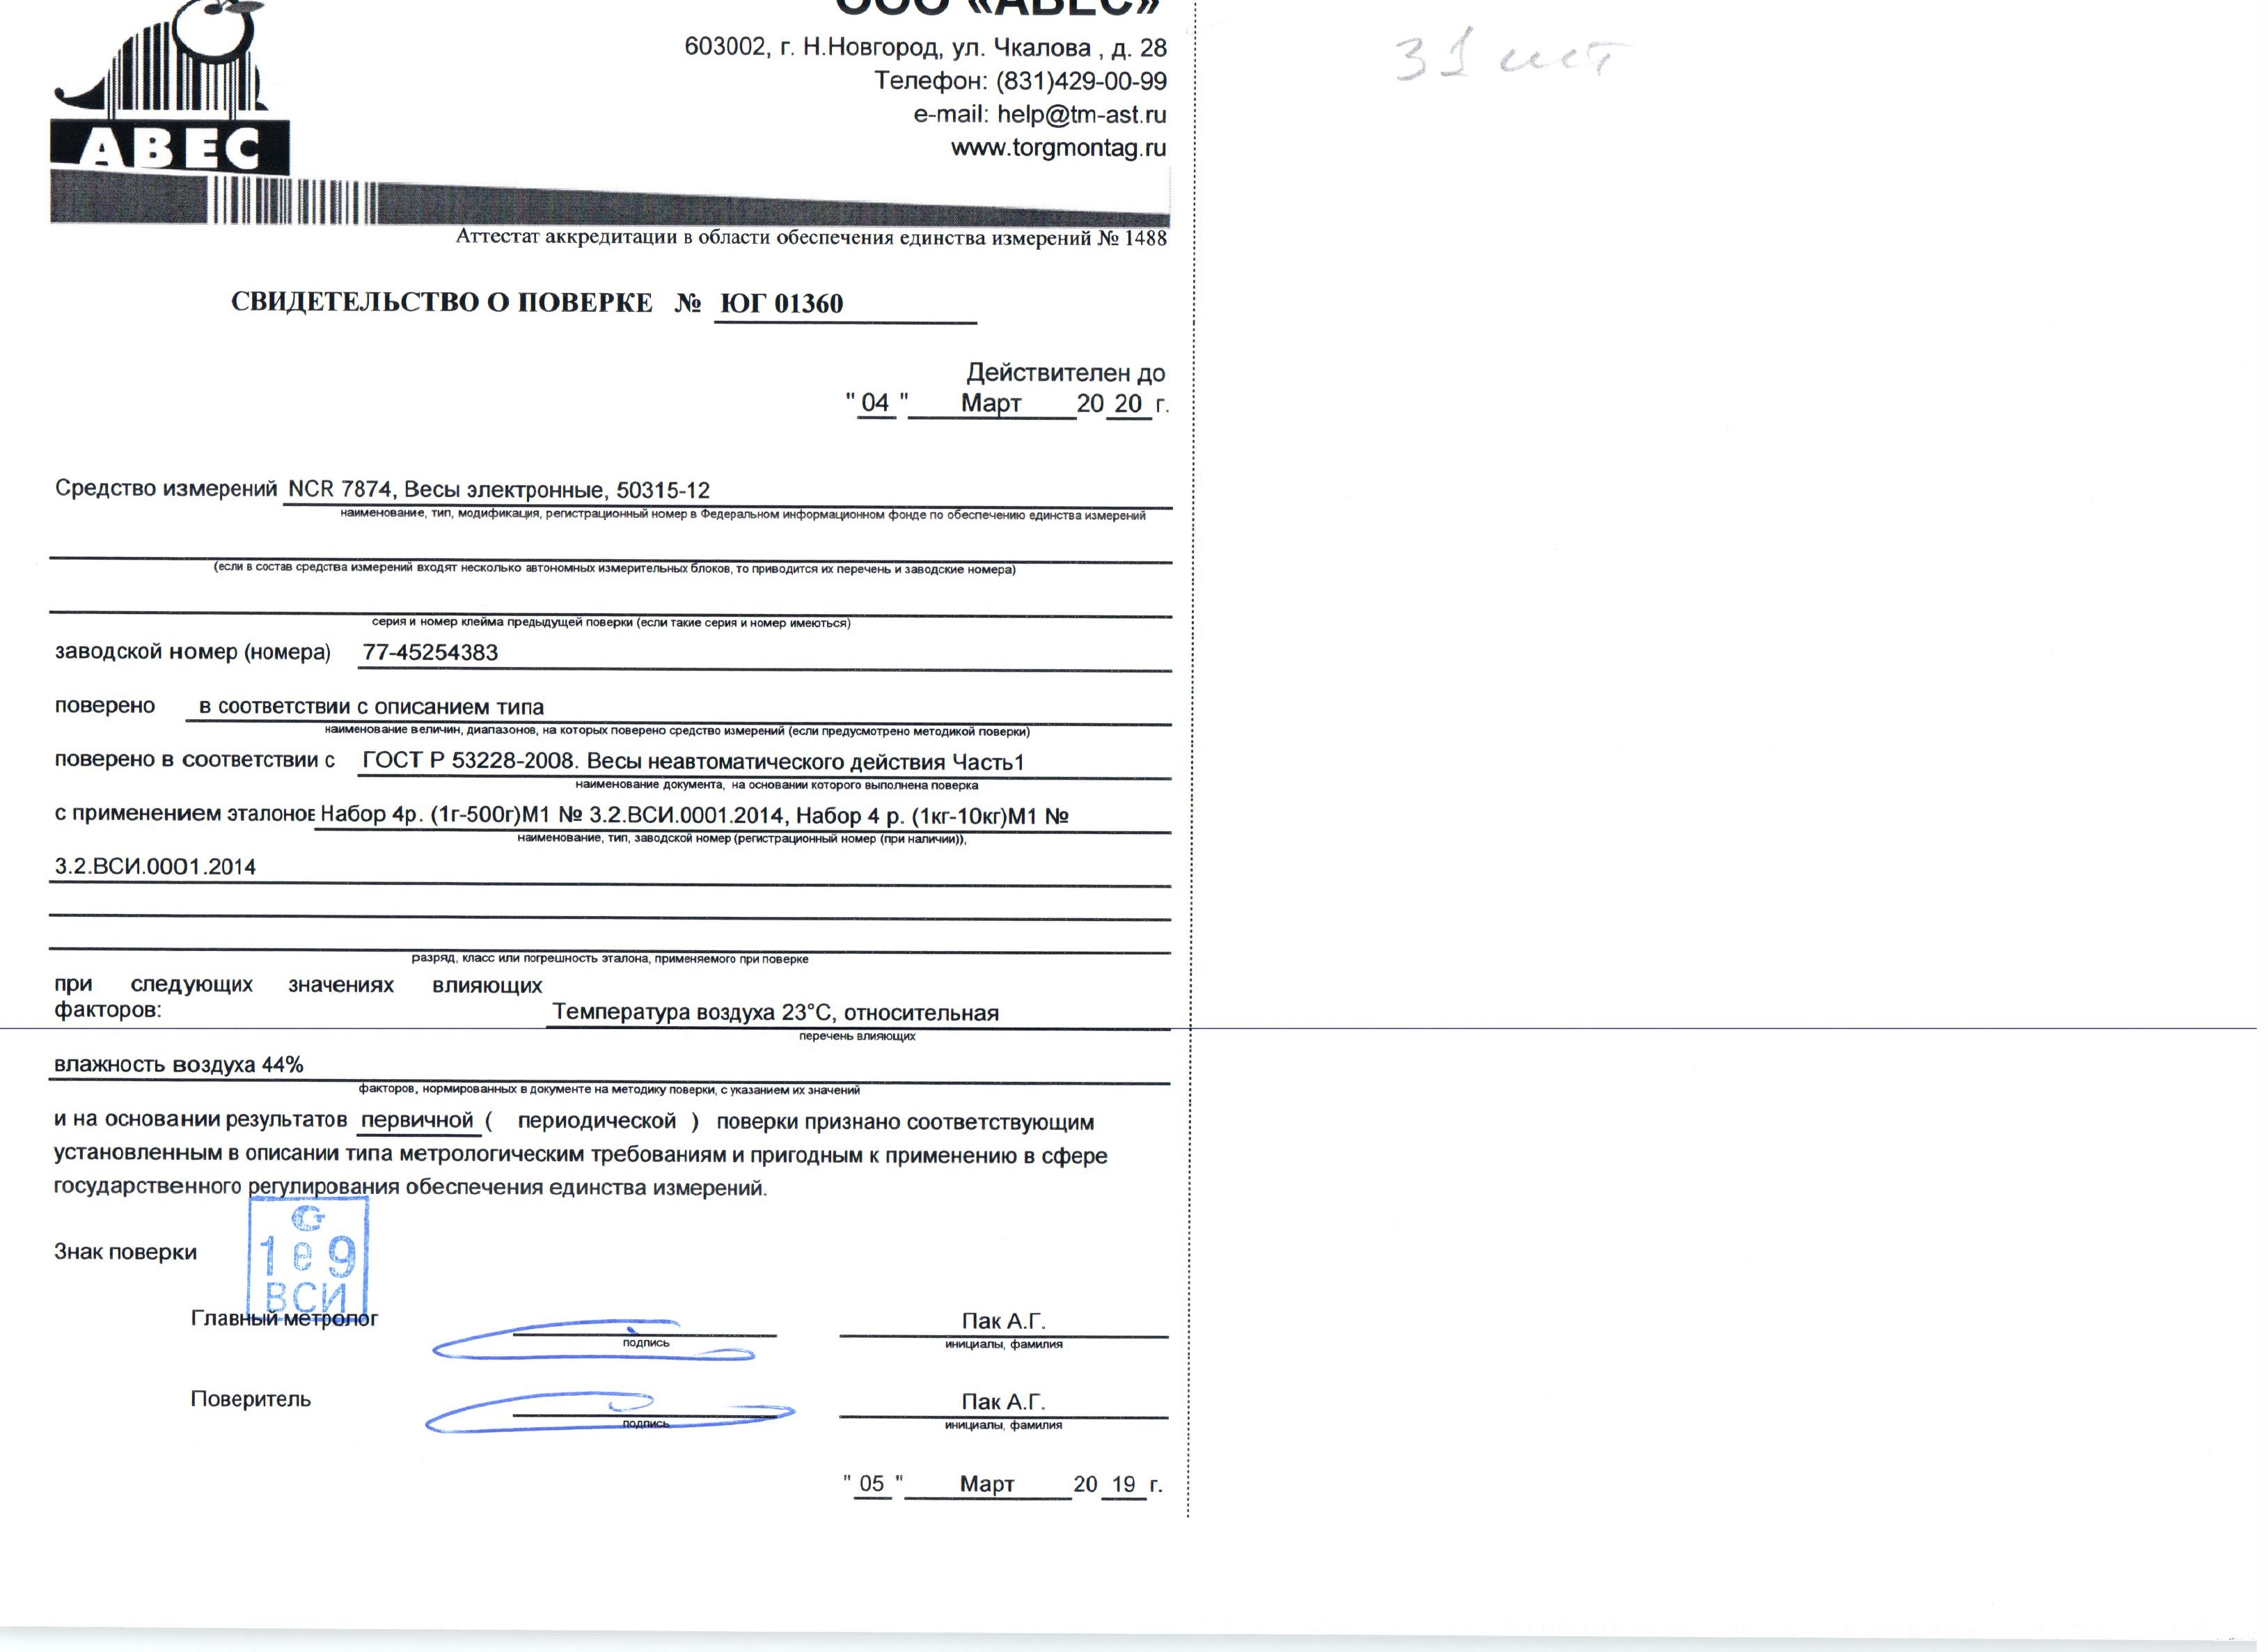 ООО «АВЕС»
603002, г. Н.Новгород, ул. Чкалова , д. 28
Телефон: (831)429-00-99
e-mail: help@tm-ast.ru
www.torgmontag.ru
АВЕС
Аттестат аккредитации в области обеспечения единства измерений № 1488
СВИДЕТЕЛЬСТВО О ПОВЕРКЕ № ЮГ 01360
Действителен до
" 04 " Март 20 20 г.
Средство измерений NCR 7874, Весы электронные, 50315-12
наименование, тип, модификация, регистрационный номер в Федеральном информационном фонде по обеспечению единства измерений
(если в состав средства измерений входят несколько автономных измерительных блоков, то приводится их перечень и заводские номера)
серия и номер клейма предыдущей поверки (если такие серия и номер имеються)
заводской номер (номера) 77-45254383
поверено в соответствии с описанием типа
наименование величин, диапазонов, на которых поверено средство измерений (если предусмотрено методикой поверки)
поверено в соответствии с ГОСТ Р 53228-2008. Весы неавтоматического действия Часть1
наименование документа, на основании которого выполнена поверка
с применением эталонов Набор 4р. (1г-500г)М1 № 3.2.ВСИ.0001.2014, Набор 4 р. (1кг-10кг)М1 №
наименование, тип, заводской номер (регистрационный номер (при наличии)),
3.2.ВСИ.0001.2014
разряд, класс или погрешность эталона, применяемого при поверке
при следующих значениях влияющих
факторов: Температура воздуха 23°С, относительная
перечень влияющих
влажность воздуха 44%
факторов, нормированных в документе на методику поверки, с указанием их значений
и на основании результатов первичной ( периодической ) поверки признано соответствующим
установленным в описании типа метрологическим требованиям и пригодным к применению в сфере
государственного регулирования обеспечения единства измерений.
Знак поверки
1 е 9
ВСИ
Главный метролог Пак А.Г.
подпись инициалы, фамилия
Поверитель Пак А.Г.
подпись инициалы, фамилия
" 05 " Март 20 19 г.
31 шт